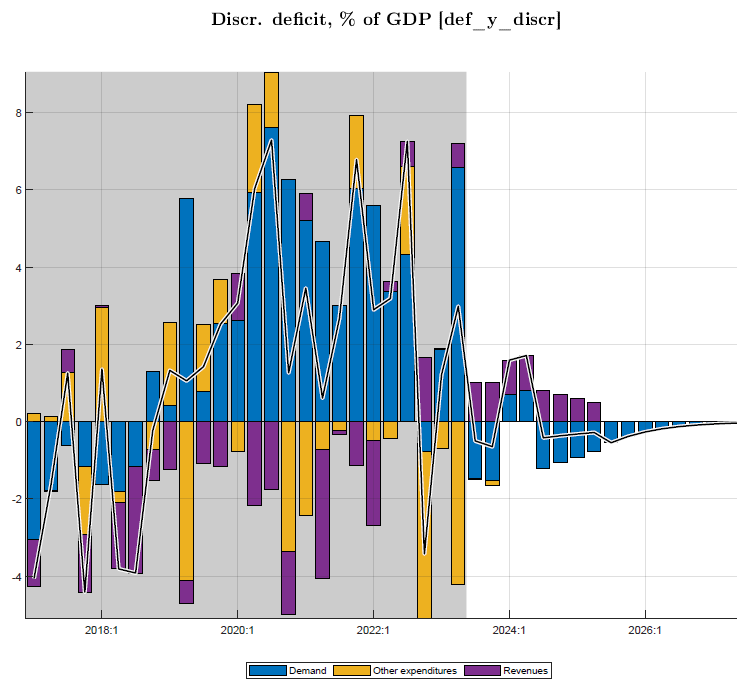 Discr. deficit, % of GDP [def_y_discr]
8
6
4
2
0
-2
-4
2018:1 2020:1 2022:1 2024:1 2026:1
Demand Other expenditures Revenues